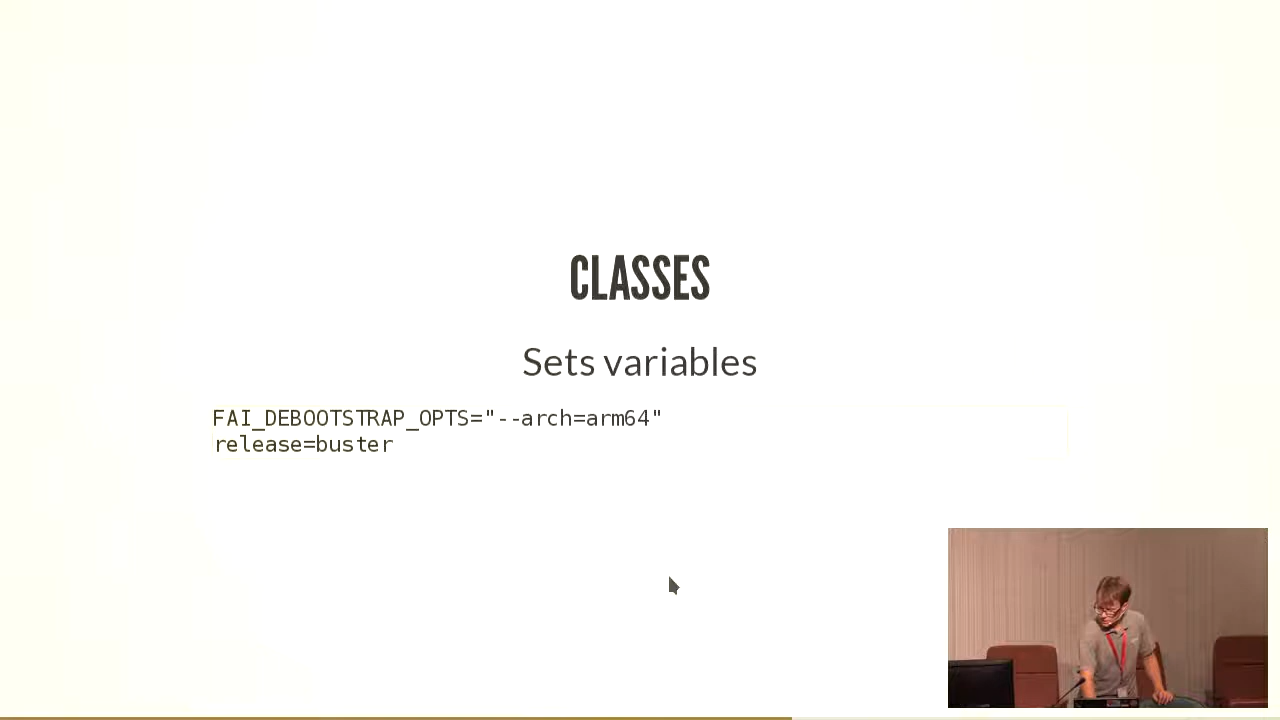 CLASSES
Sets variables
FAI_DEBOOTSTRAP_OPTS="--arch=arm64"
release=buster